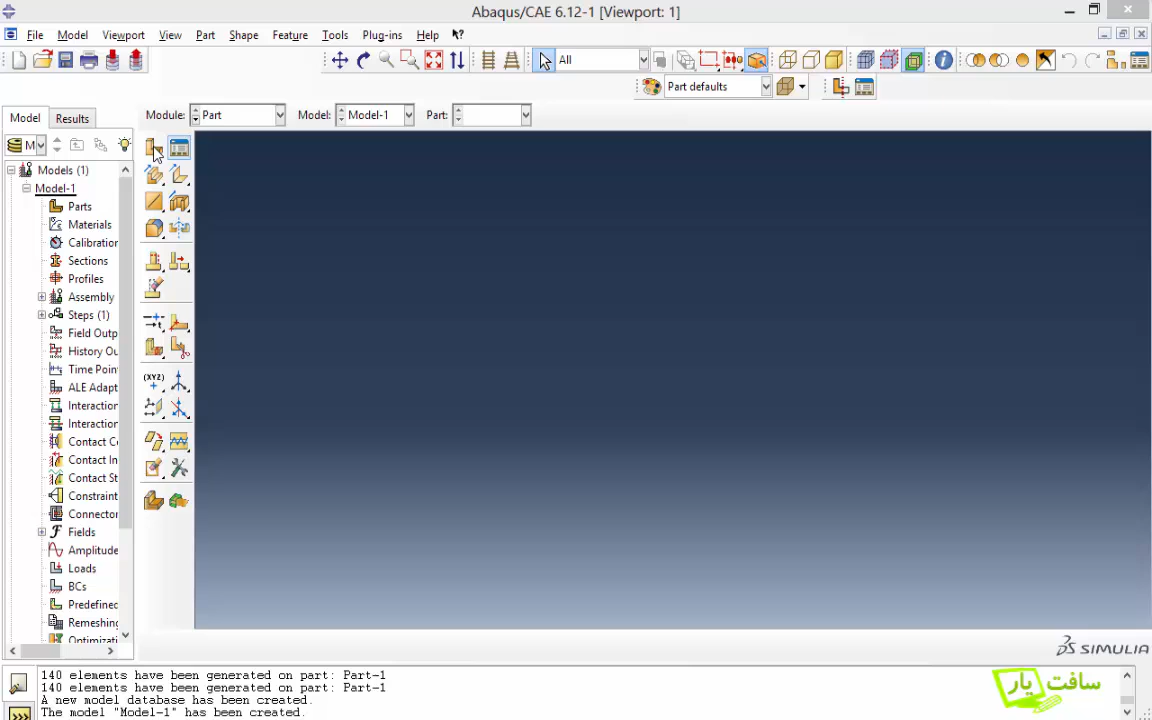 Abaqus/CAE 6.12-1 [Viewport: 1]
File Model Viewport View Part Shape Feature Tools Plug-ins Help
All
Part defaults
Model Results
Module: Part Model: Model-1 Part:
M
Models (1)
Model-1
Parts
Materials
Calibration
Sections
Profiles
Assembly
Steps (1)
Field Outp
History Ou
Time Poin
ALE Adapt
Interaction
Interaction
Contact Co
Contact In
Contact St
Constraint
Connector
Fields
Amplitude
Loads
BCs
Predefined
Remeshing
Optimizati
(XYZ)
SIMULIA
140 elements have been generated on part: Part-1
140 elements have been generated on part: Part-1
A new model database has been created.
The model "Model-1" has been created.
سافت یار